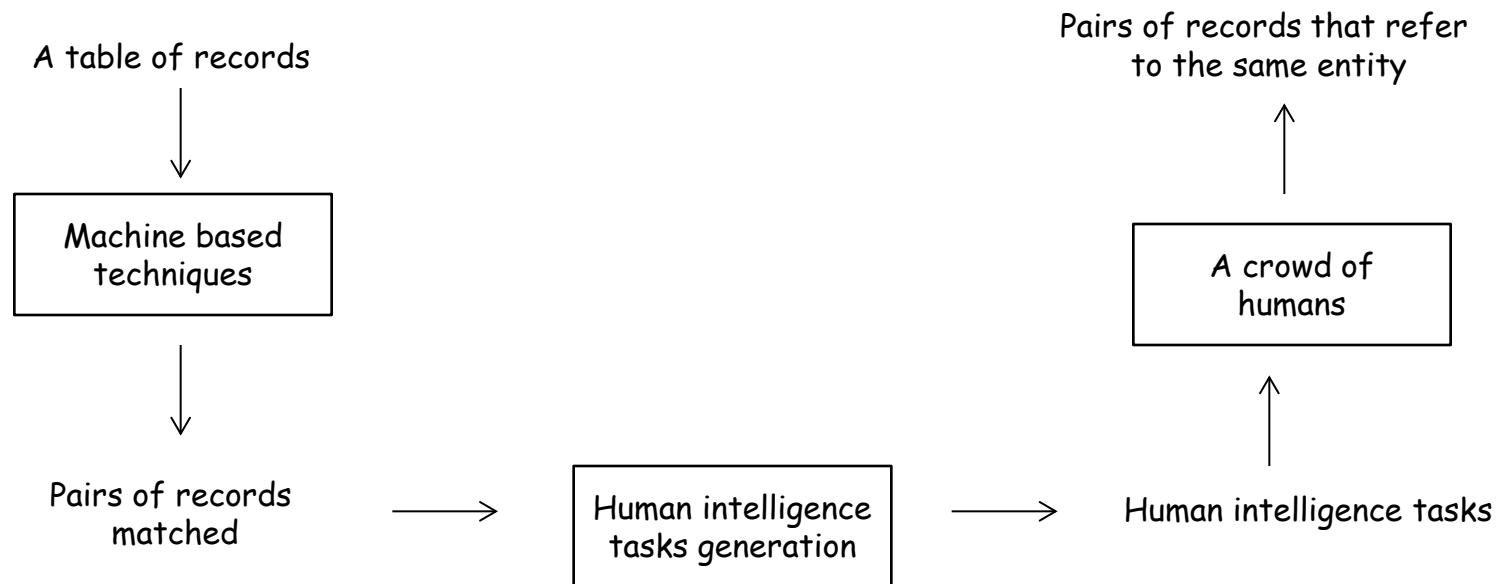 A table of records
Machine based
techniques
Pairs of records
matched
Human intelligence
tasks generation
Human intelligence tasks
A crowd of
humans
Pairs of records that refer
to the same entity